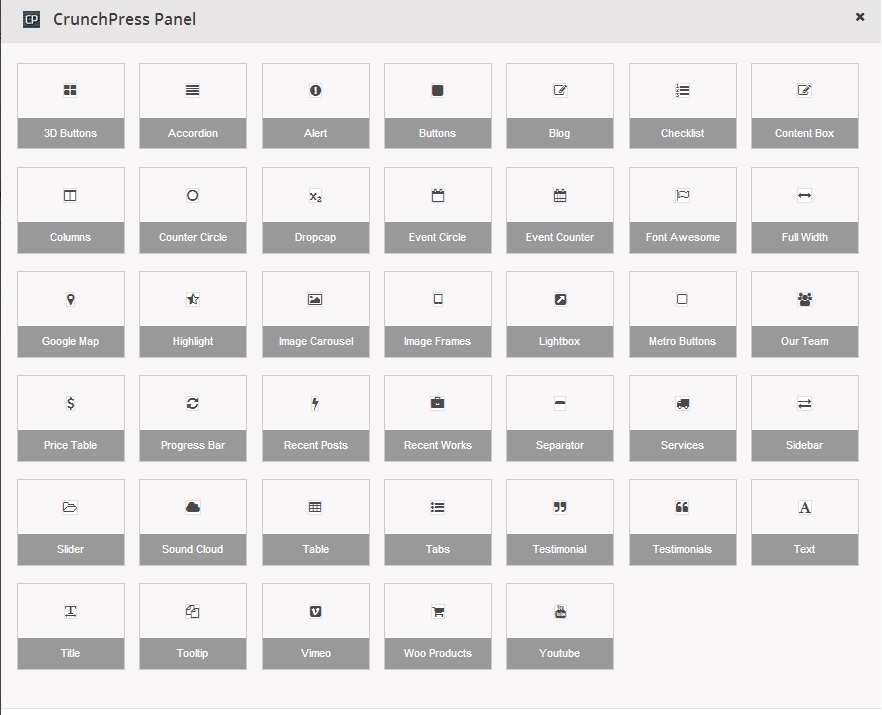 CP CrunchPress Panel
3D Buttons Accordion Alert Buttons Blog Checklist Content Box
Columns Counter Circle Dropcap Event Circle Event Counter Font Awesome Full Width
Google Map Highlight Image Carousel Image Frames Lightbox Metro Buttons Our Team
Price Table Progress Bar Recent Posts Recent Works Separator Services Sidebar
Slider Sound Cloud Table Tabs Testimonial Testimonials Text
Title Tooltip Vimeo Woo Products Youtube